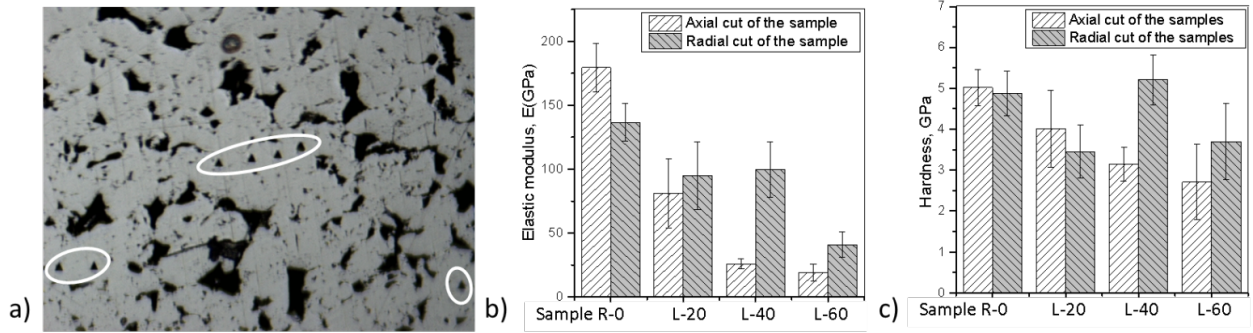 a)
b)
Elastic modulus, E(GPa)
200
150
100
50
0
Axial cut of the sample
Radial cut of the sample
Sample R-0 L-20 L-40 L-60
c)
Hardness, GPa
7
6
5
4
3
2
1
0
Axial cut of the samples
Radial cut of the samples
Sample R-0 L-20 L-40 L-60